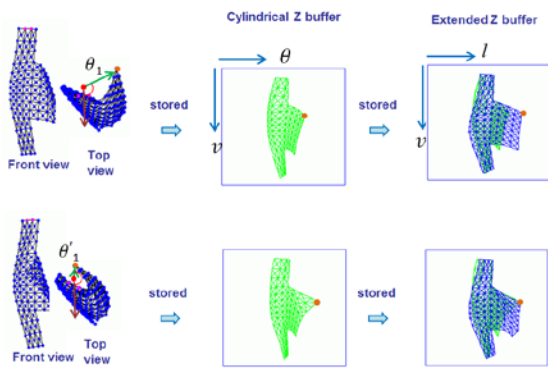 Cylindrical Z buffer
Extended Z buffer
θ₁
θ
l
stored
stored
v
v
Front view
Top
view
θ′₁
stored
stored
Front view
Top
view